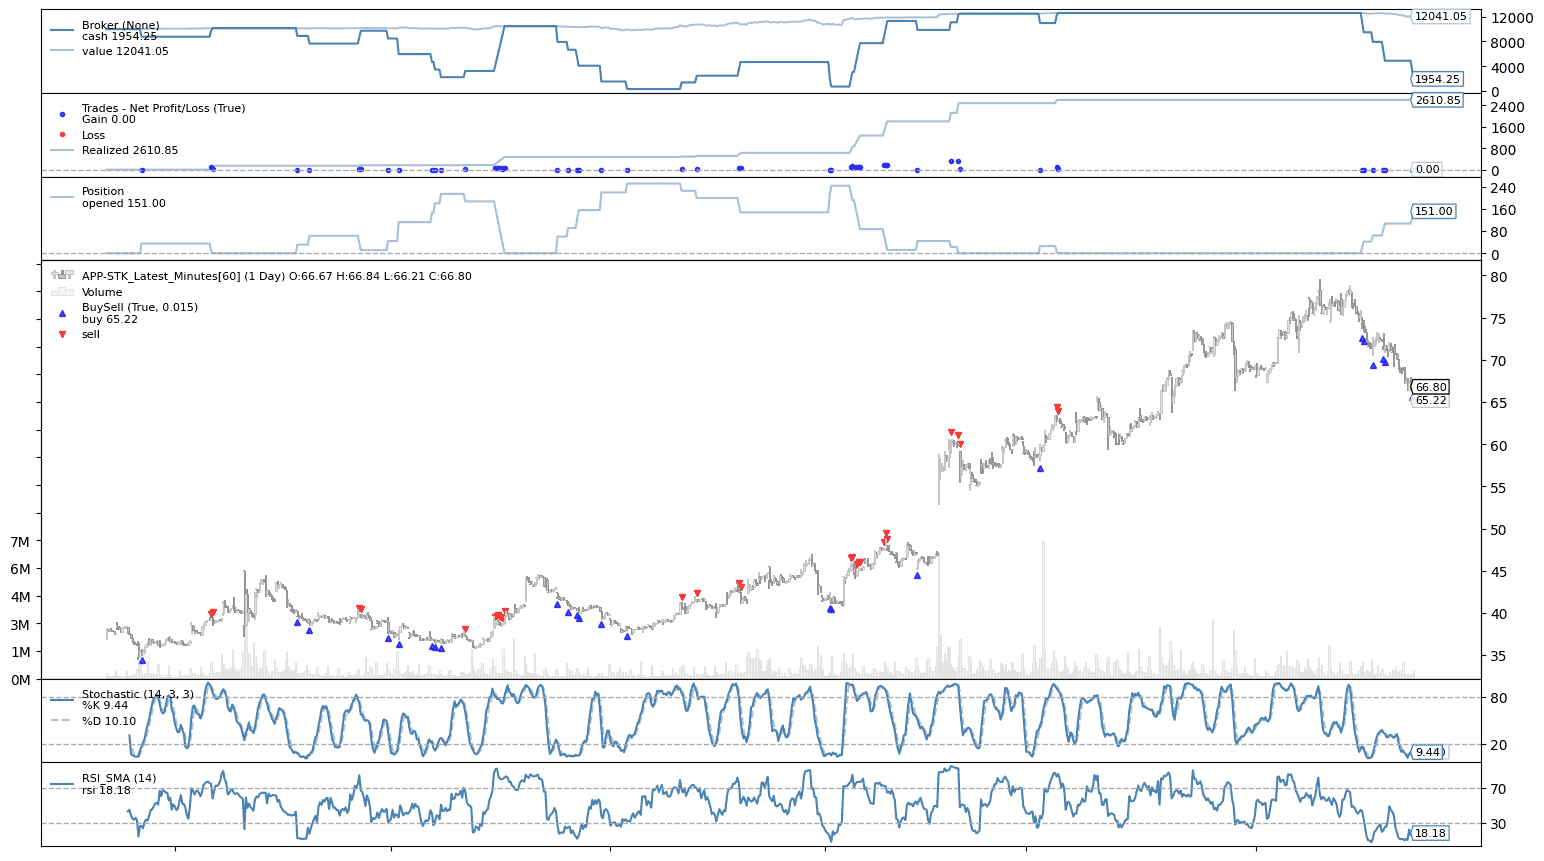 Broker (None)
cash 1954.25
value 12041.05
12041.05
12000
8000
4000
1954.25
0
Trades - Net Profit/Loss (True)
Gain 0.00
Loss
Realized 2610.85
2610.85
2400
1600
800
0.00
0
Position
opened 151.00
240
151.00
160
80
0
APP-STK_Latest_Minutes[60] (1 Day) O:66.67 H:66.84 L:66.21 C:66.80
Volume
BuySell (True, 0.015)
buy 65.22
sell
80
75
70
66.80
65.22
65
60
55
50
45
40
35
7M
6M
4M
3M
1M
0M
Stochastic (14, 3, 3)
%K 9.44
%D 10.10
80
20
9.44
RSI_SMA (14)
rsi 18.18
70
30
18.18